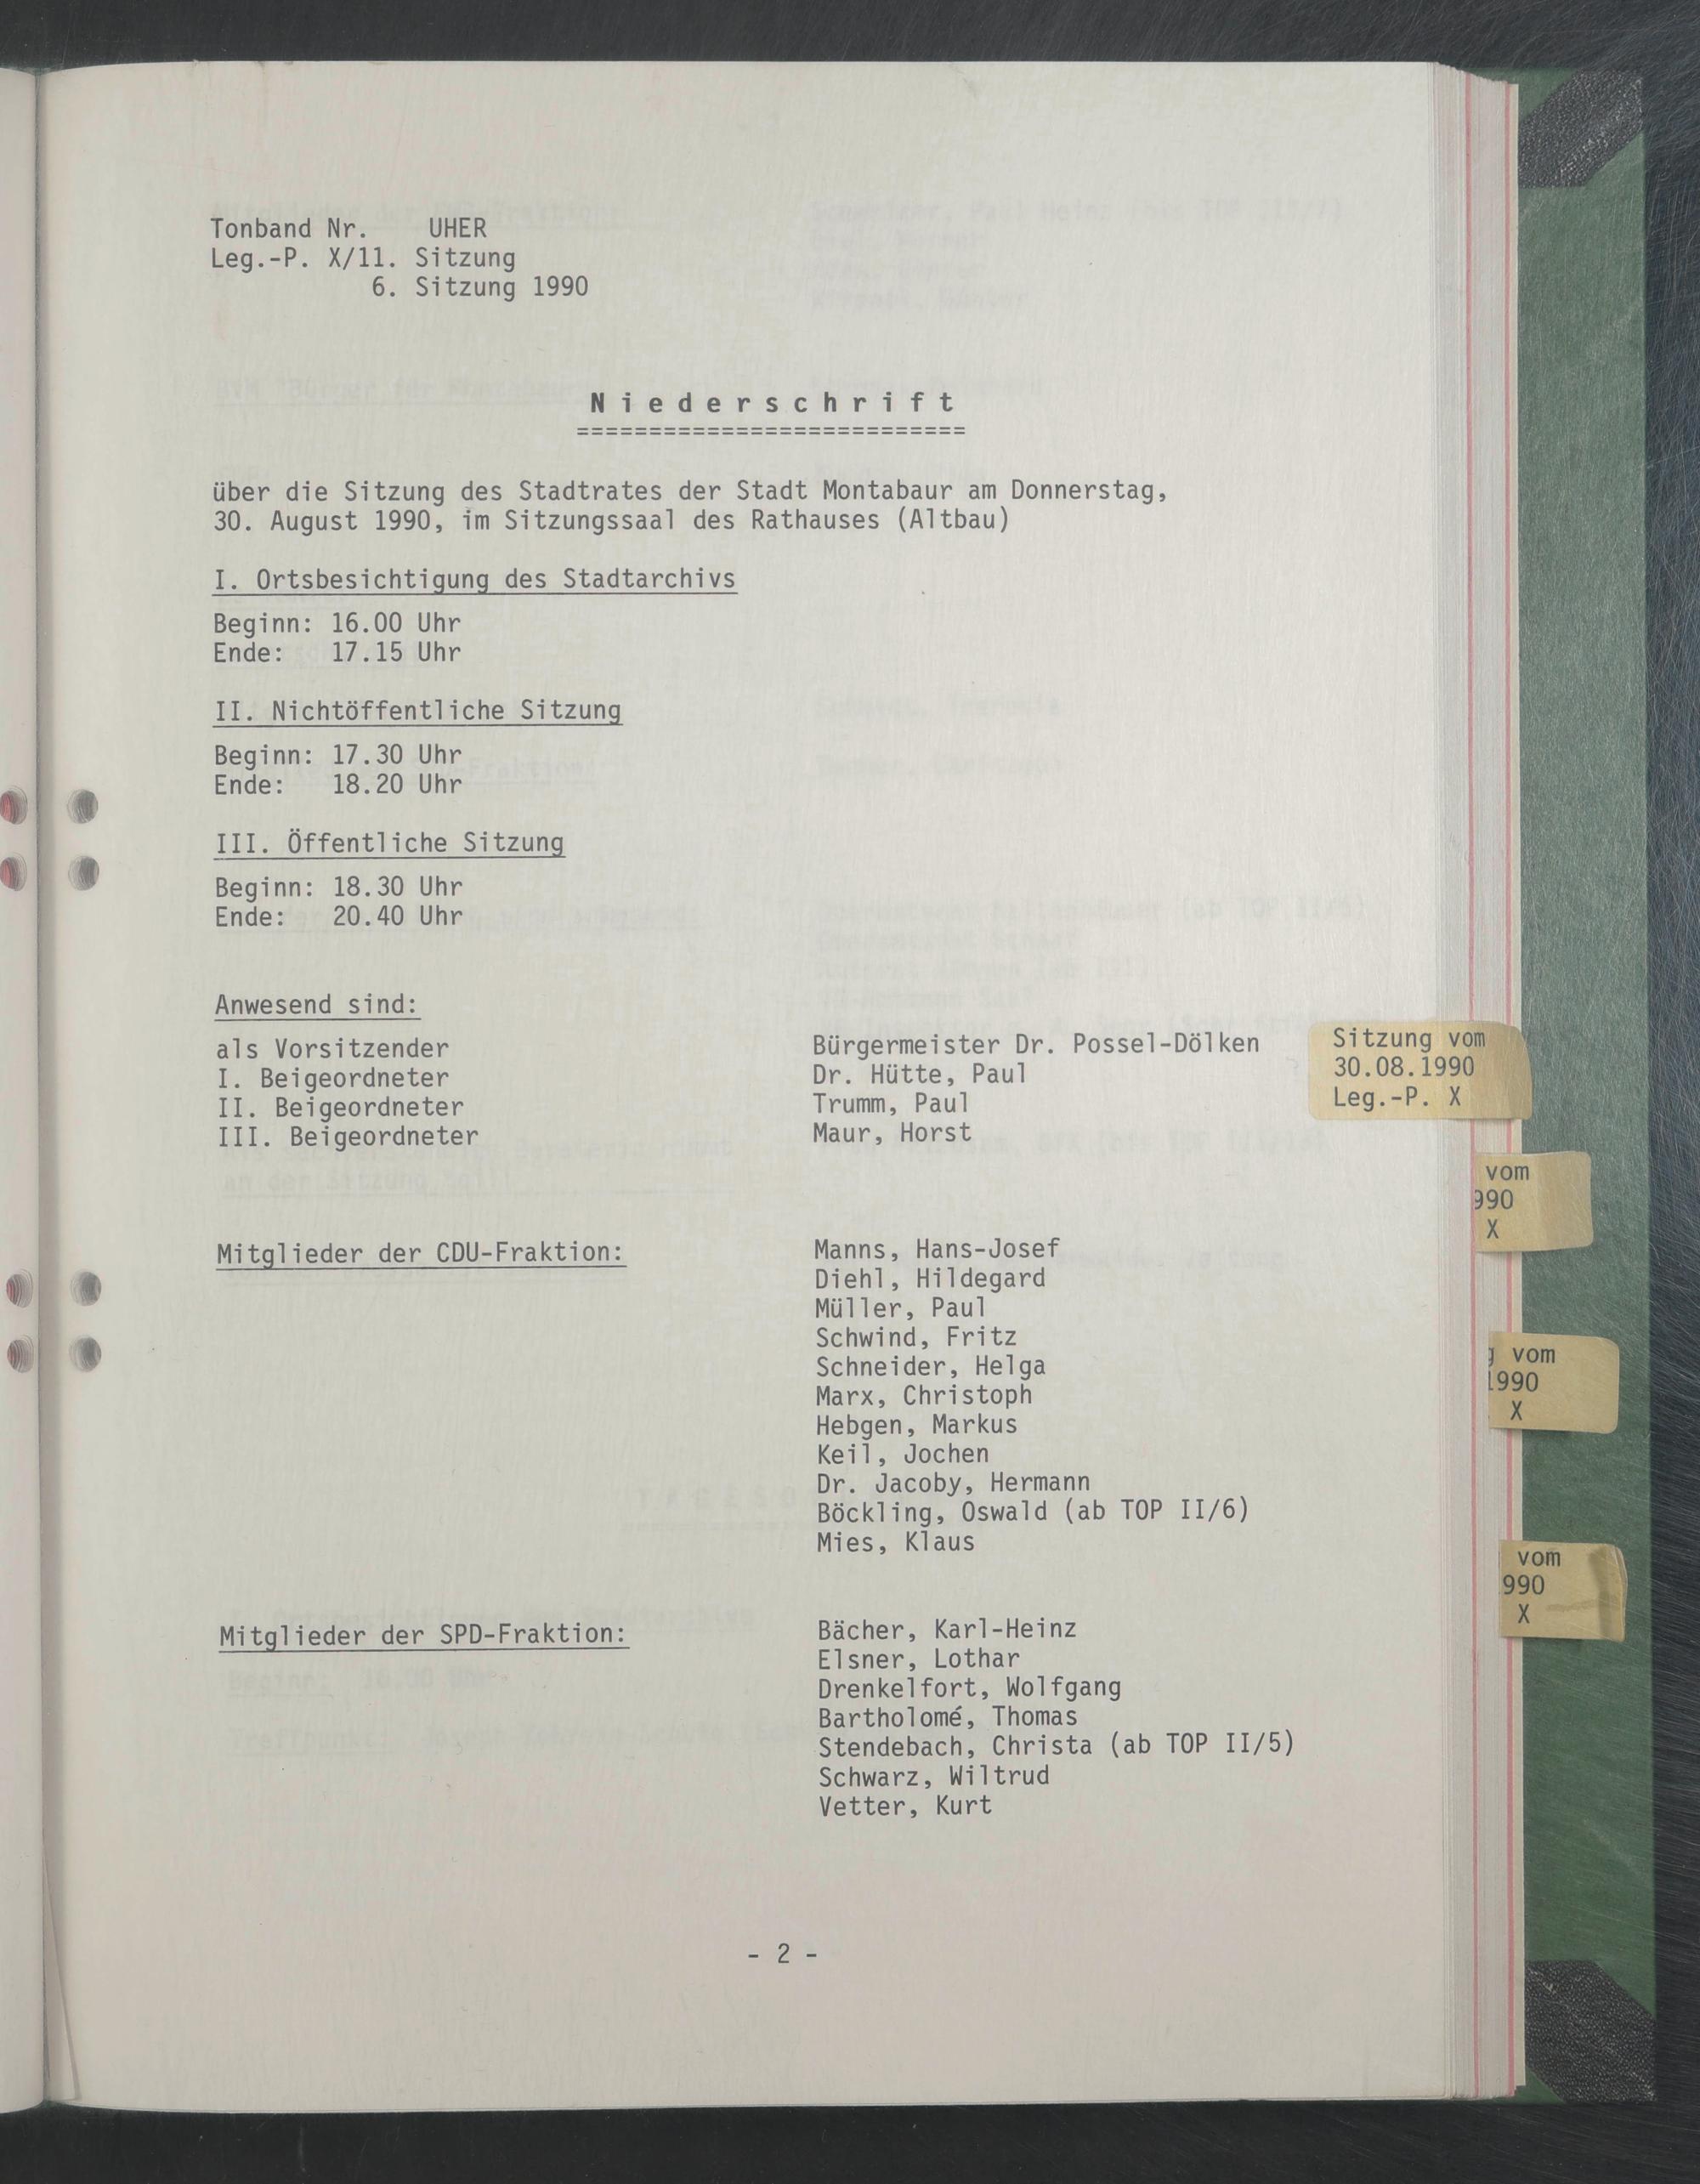 Tonband Nr. UHER
Leg.-P. X/11. Sitzung
6. Sitzung 1990
N i e d e r s c h r i f t
===========================
über die Sitzung des Stadtrates der Stadt Montabaur am Donnerstag,
30. August 1990, im Sitzungssaal des Rathauses (Altbau)
I. Ortsbesichtigung des Stadtarchivs
Beginn: 16.00 Uhr
Ende: 17.15 Uhr
II. Nichtöffentliche Sitzung
Beginn: 17.30 Uhr
Ende: 18.20 Uhr
III. Öffentliche Sitzung
Beginn: 18.30 Uhr
Ende: 20.40 Uhr
Anwesend sind:
als Vorsitzender Bürgermeister Dr. Possel-Dölken
I. Beigeordneter Dr. Hütte, Paul
II. Beigeordneter Trumm, Paul
III. Beigeordneter Maur, Horst
Mitglieder der CDU-Fraktion: Manns, Hans-Josef
Diehl, Hildegard
Müller, Paul
Schwind, Fritz
Schneider, Helga
Marx, Christoph
Hebgen, Markus
Keil, Jochen
Dr. Jacoby, Hermann
Böckling, Oswald (ab TOP II/6)
Mies, Klaus
Mitglieder der SPD-Fraktion: Bächer, Karl-Heinz
Elsner, Lothar
Drenkelfort, Wolfgang
Bartholomé, Thomas
Stendebach, Christa (ab TOP II/5)
Schwarz, Wiltrud
Vetter, Kurt
- 2 -
Sitzung vom
30.08.1990
Leg.-P. X
vom
990
X
vom
1990
X
vom
990
X